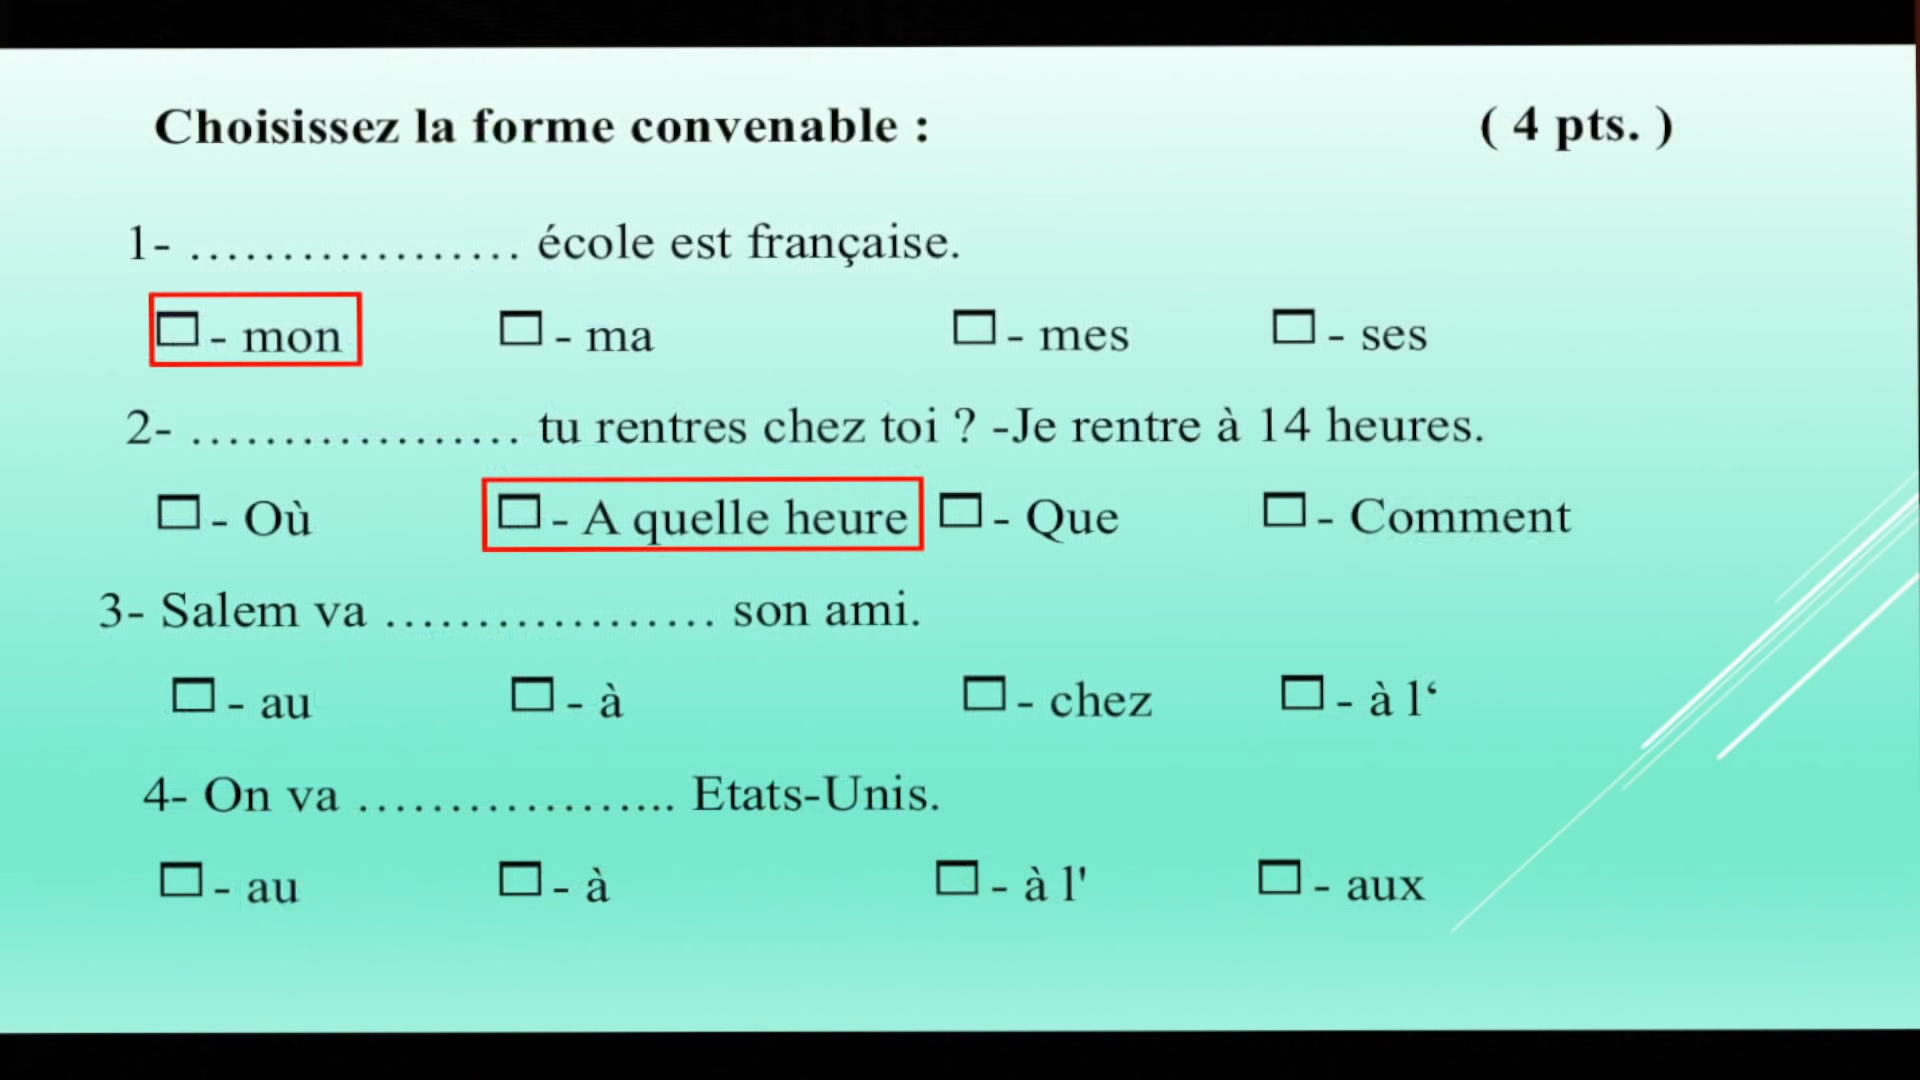 Choisissez la forme convenable : ( 4 pts. )
1- ……………… école est française.
- mon - ma - mes - ses
2- ……………… tu rentres chez toi ? -Je rentre à 14 heures.
- Où - A quelle heure - Que - Comment
3- Salem va ……………… son ami.
- au - à - chez - à l‘
4- On va ……………... Etats-Unis.
- au - à - à l' - aux